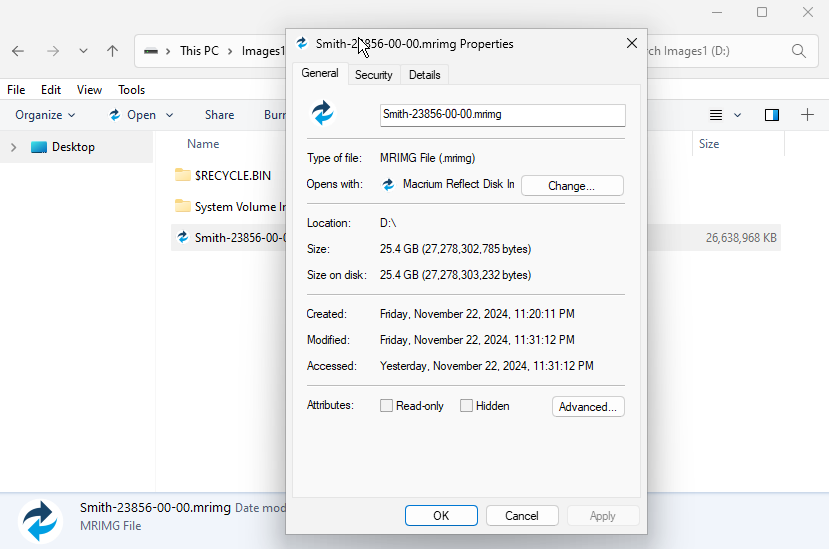 Smith-23856-00-00.mrimg Properties
This PC
Images1
Images1 (D:)
File Edit View Tools
Organize Open Share
Name
Size
Desktop
$RECYCLE.BIN
System Volume
Smith-23856-00-
26,638,968 KB
General Security Details
Smith-23856-00-00.mrimg
Type of file: MRIMG File (.mrimg)
Opens with: Macrium Reflect Disk Change...
Location: D:\
Size: 25.4 GB (27,278,302,785 bytes)
Size on disk: 25.4 GB (27,278,303,232 bytes)
Created: Friday, November 22, 2024, 11:20:11 PM
Modified: Friday, November 22, 2024, 11:31:12 PM
Accessed: Yesterday, November 22, 2024, 11:31:12 PM
Attributes: Read-only Hidden Advanced...
OK Cancel Apply
Smith-23856-00-00.mrimg Date
MRIMG File